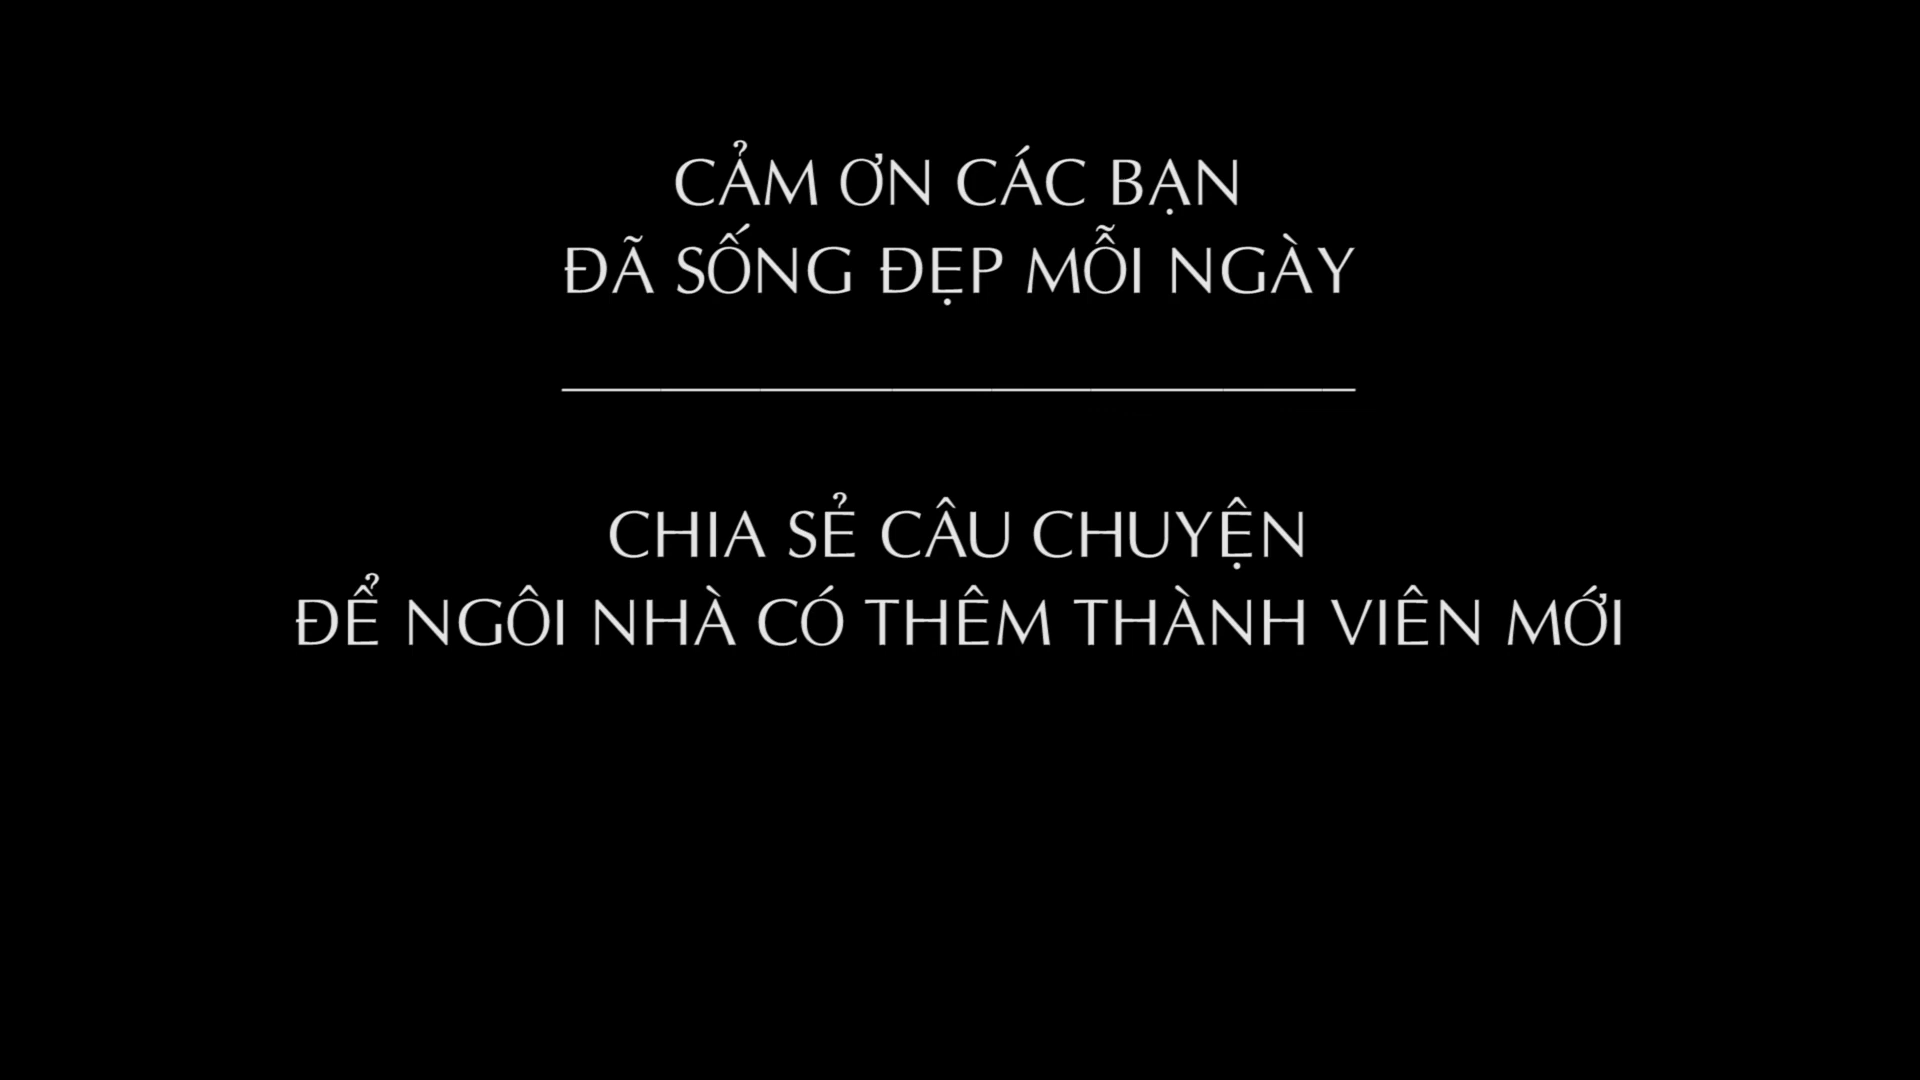 CẢM ƠN CÁC BẠN
ĐÃ SỐNG ĐẸP MỖI NGÀY
CHIA SẺ CÂU CHUYỆN
ĐỂ NGÔI NHÀ CÓ THÊM THÀNH VIÊN MỚI